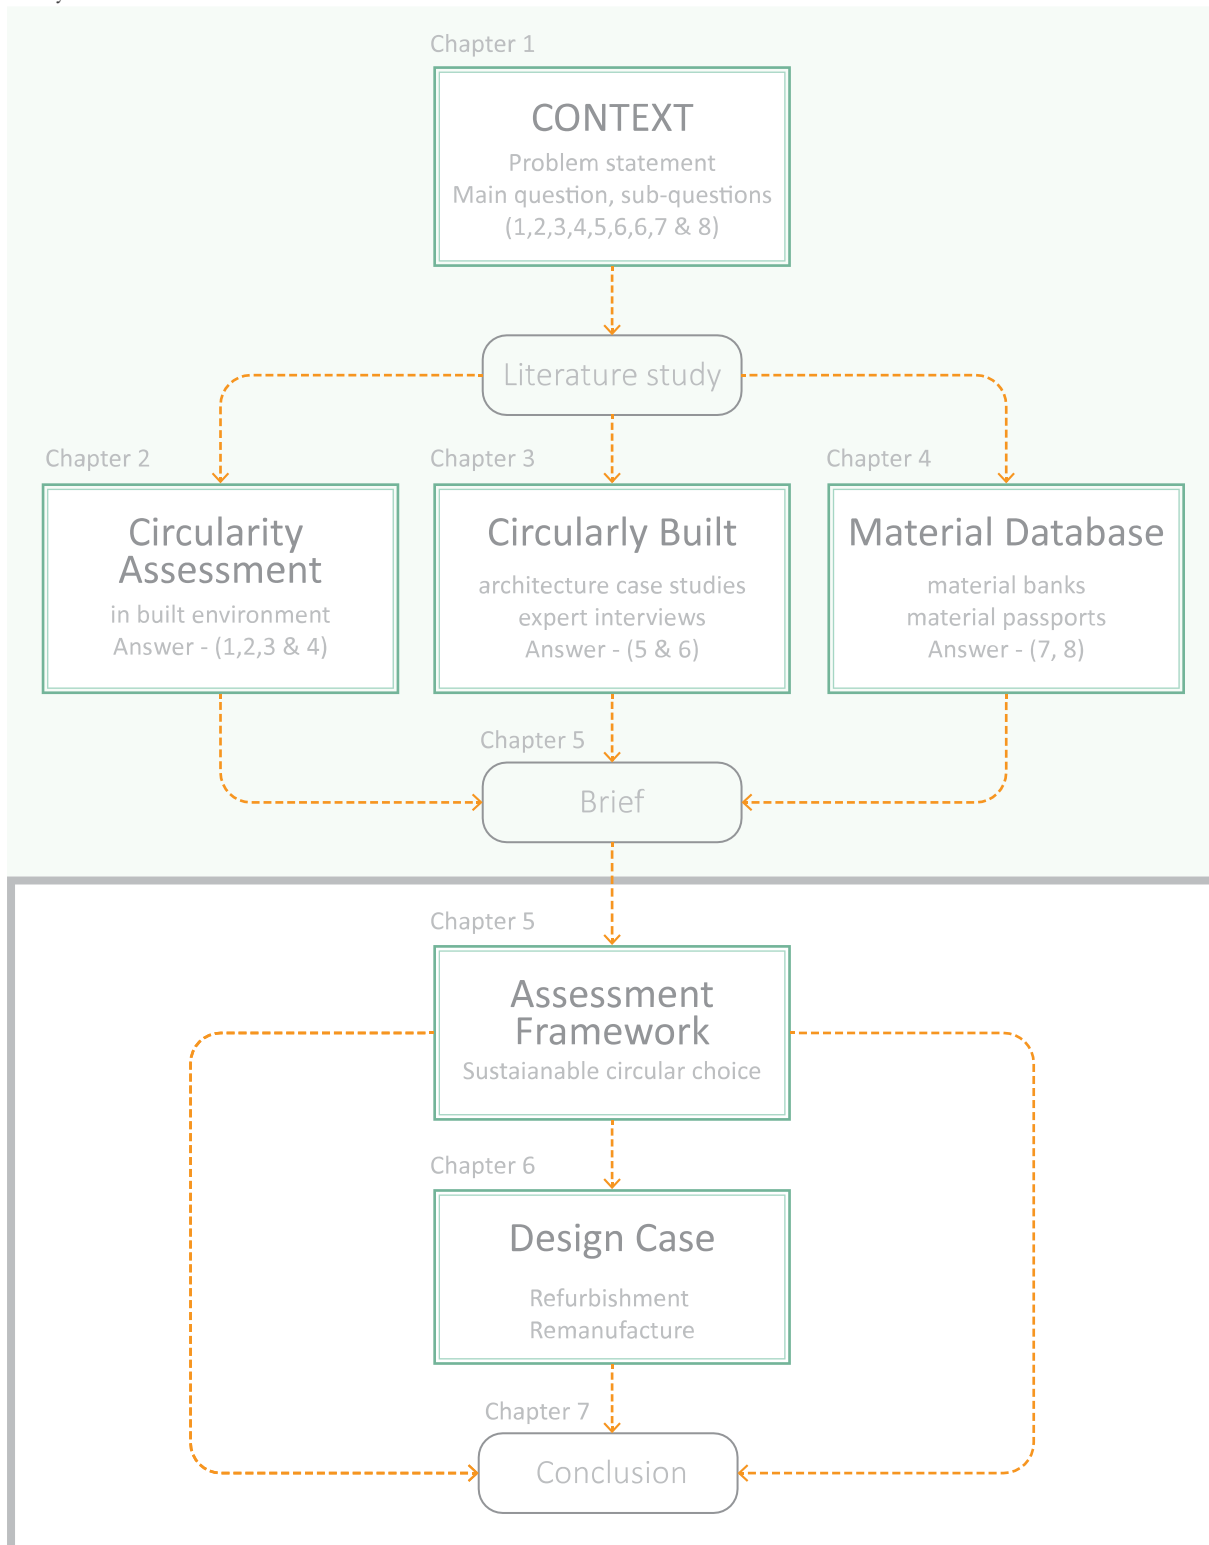 Chapter 1
CONTEXT
Problem statement
Main question, sub-questions
(1,2,3,4,5,6,6,7 & 8)
Literature study
Chapter 2
Circularity
Assessment
in built environment
Answer - (1,2,3 & 4)
Chapter 3
Circularly Built
architecture case studies
expert interviews
Answer - (5 & 6)
Chapter 4
Material Database
material banks
material passports
Answer - (7, 8)
Chapter 5
Brief
Chapter 5
Assessment
Framework
Sustaianable circular choice
Chapter 6
Design Case
Refurbishment
Remanufacture
Chapter 7
Conclusion